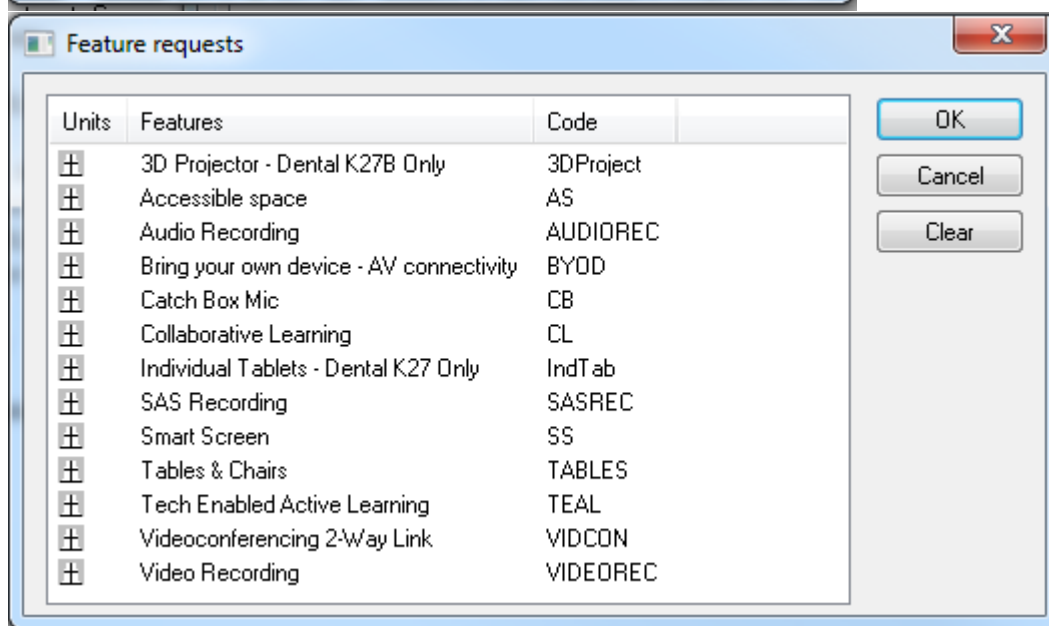 Feature requests
Units Features Code
3D Projector - Dental K27B Only 3DProject
Accessible space AS
Audio Recording AUDIOREC
Bring your own device - AV connectivity BYOD
Catch Box Mic CB
Collaborative Learning CL
Individual Tablets - Dental K27 Only IndTab
SAS Recording SASREC
Smart Screen SS
Tables & Chairs TABLES
Tech Enabled Active Learning TEAL
Videoconferencing 2-Way Link VIDCON
Video Recording VIDEOREC
OK
Cancel
Clear